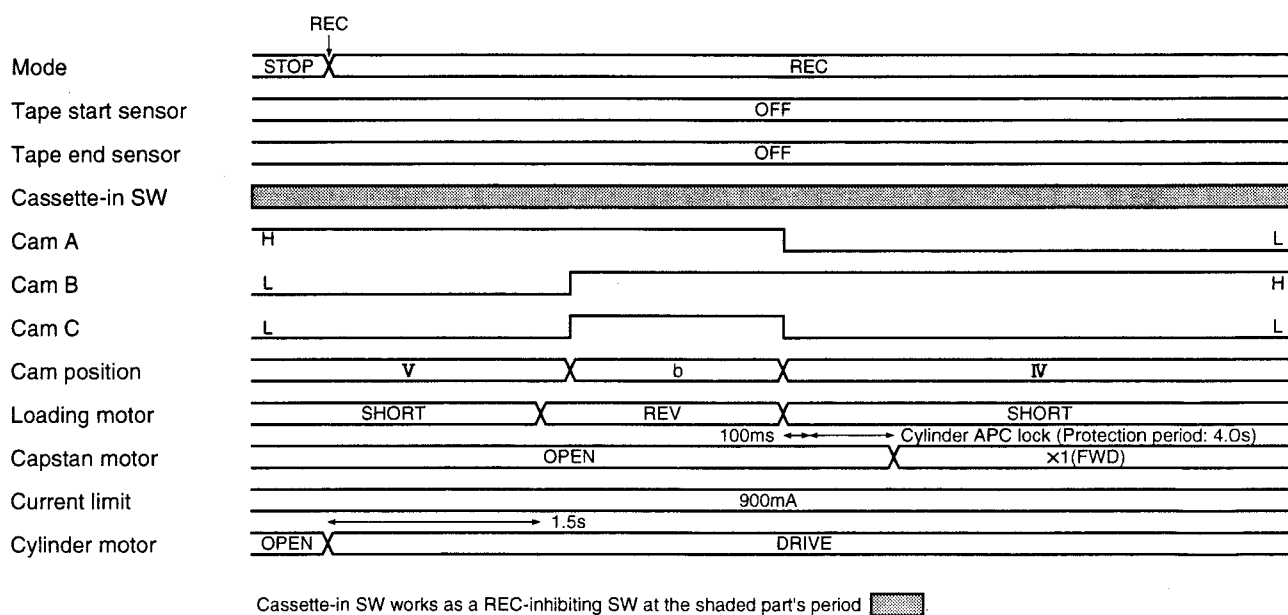 REC
Mode STOP REC
Tape start sensor OFF
Tape end sensor OFF
Cassette-in SW
Cam A H L
Cam B L H
Cam C L L
Cam position V b IV
Loading motor SHORT REV SHORT
100ms Cylinder APC lock (Protection period: 4.0s)
Capstan motor OPEN ×1(FWD)
Current limit 900mA
1.5s
Cylinder motor OPEN DRIVE
Cassette-in SW works as a REC-inhibiting SW at the shaded part's period